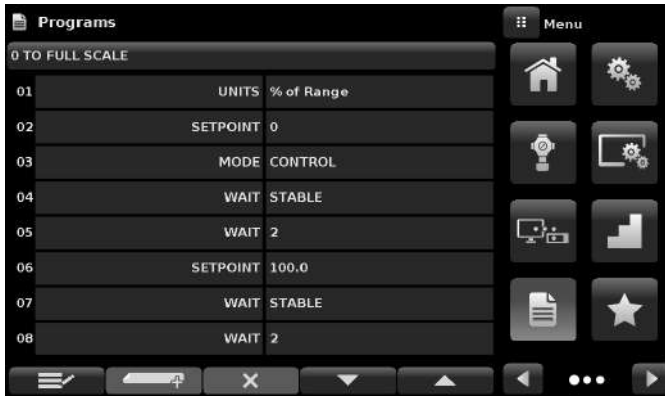 Programs
Menu
0 TO FULL SCALE
01 UNITS % of Range
02 SETPOINT 0
03 MODE CONTROL
04 WAIT STABLE
05 WAIT 2
06 SETPOINT 100.0
07 WAIT STABLE
08 WAIT 2